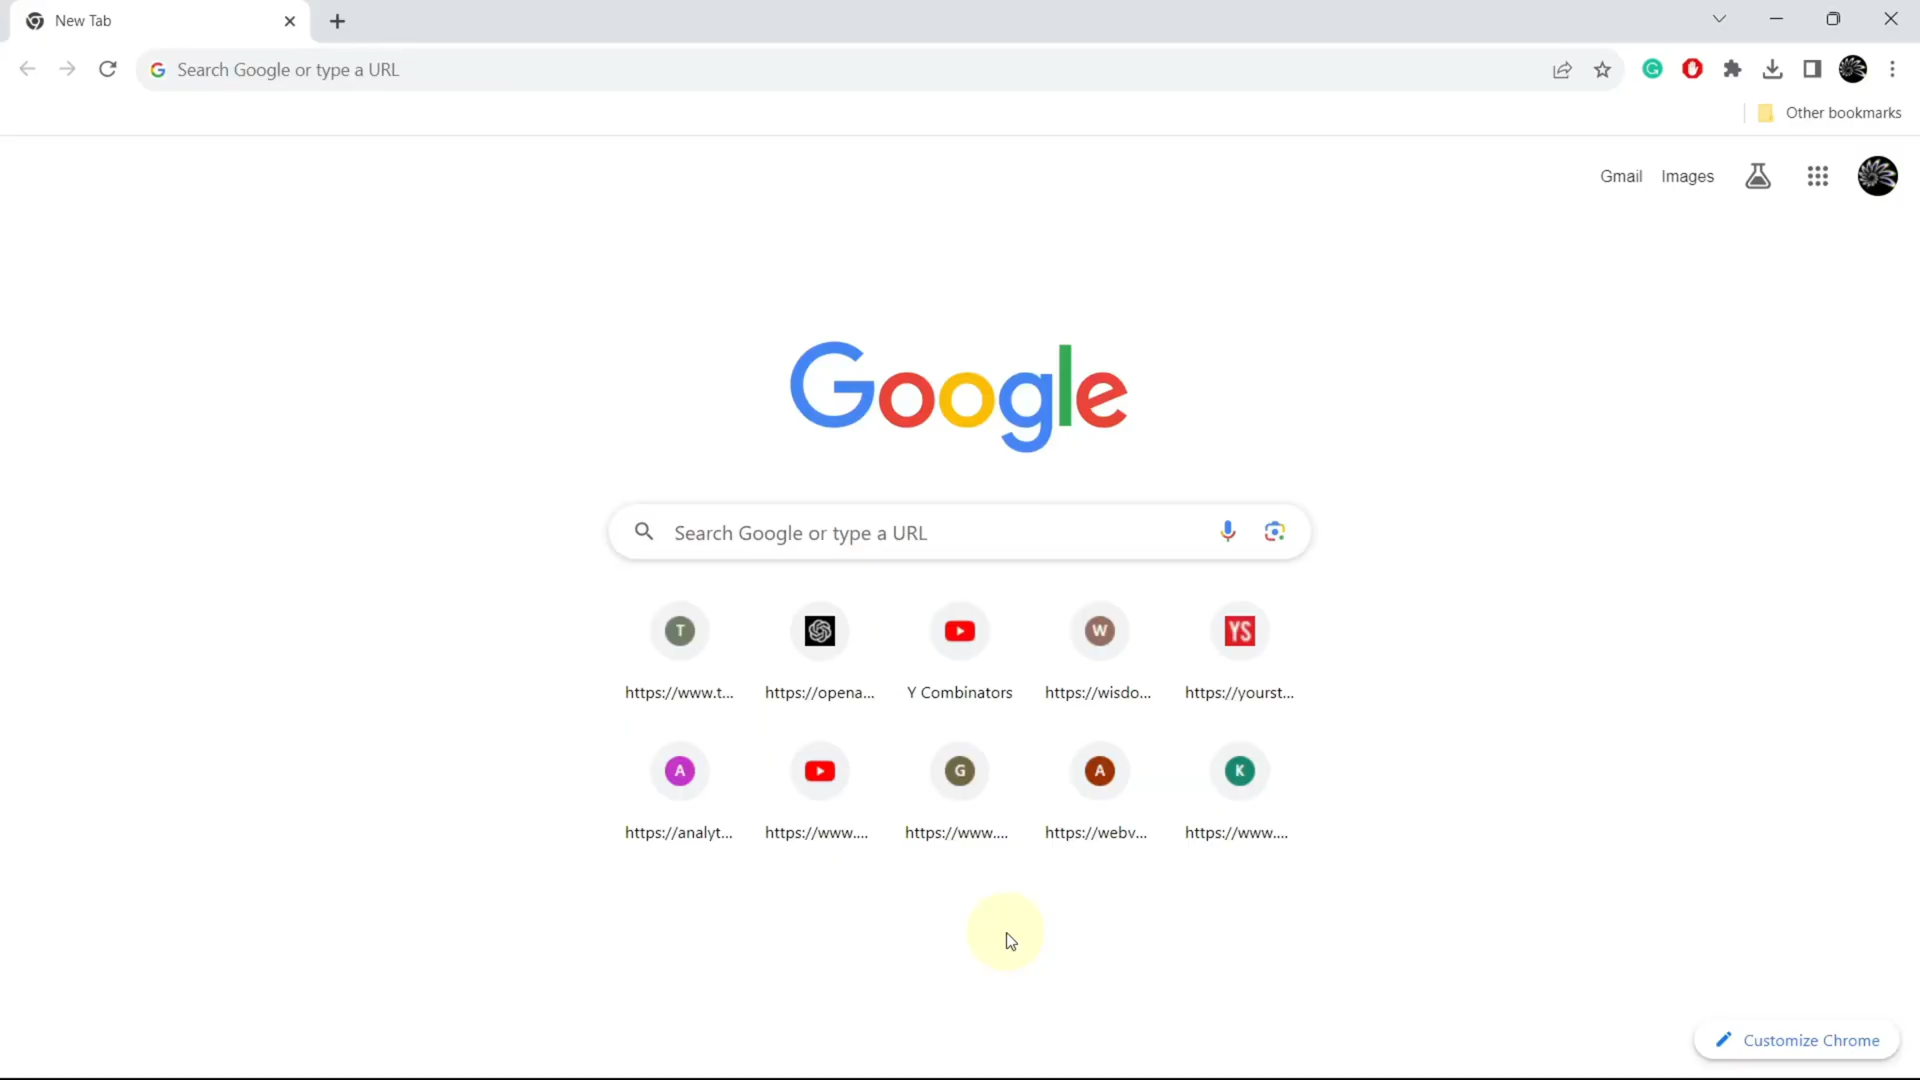 New Tab
Search Google or type a URL
Other bookmarks
Gmail Images
Google
Search Google or type a URL
T
W
YS
https://www.t... https://opena... Y Combinators https://wisdo... https://yourst...
A
G
A
K
https://analyt... https://www.... https://www.... https://webv... https://www....
Customize Chrome